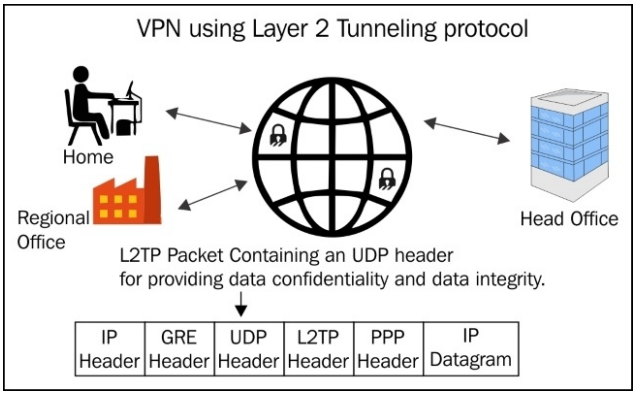 VPN using Layer 2 Tunneling protocol
Home
Regional
Office
Head Office
L2TP Packet Containing an UDP header
for providing data confidentiality and data integrity.
IP
Header
GRE
Header
UDP
Header
L2TP
Header
PPP
Header
IP
Datagram